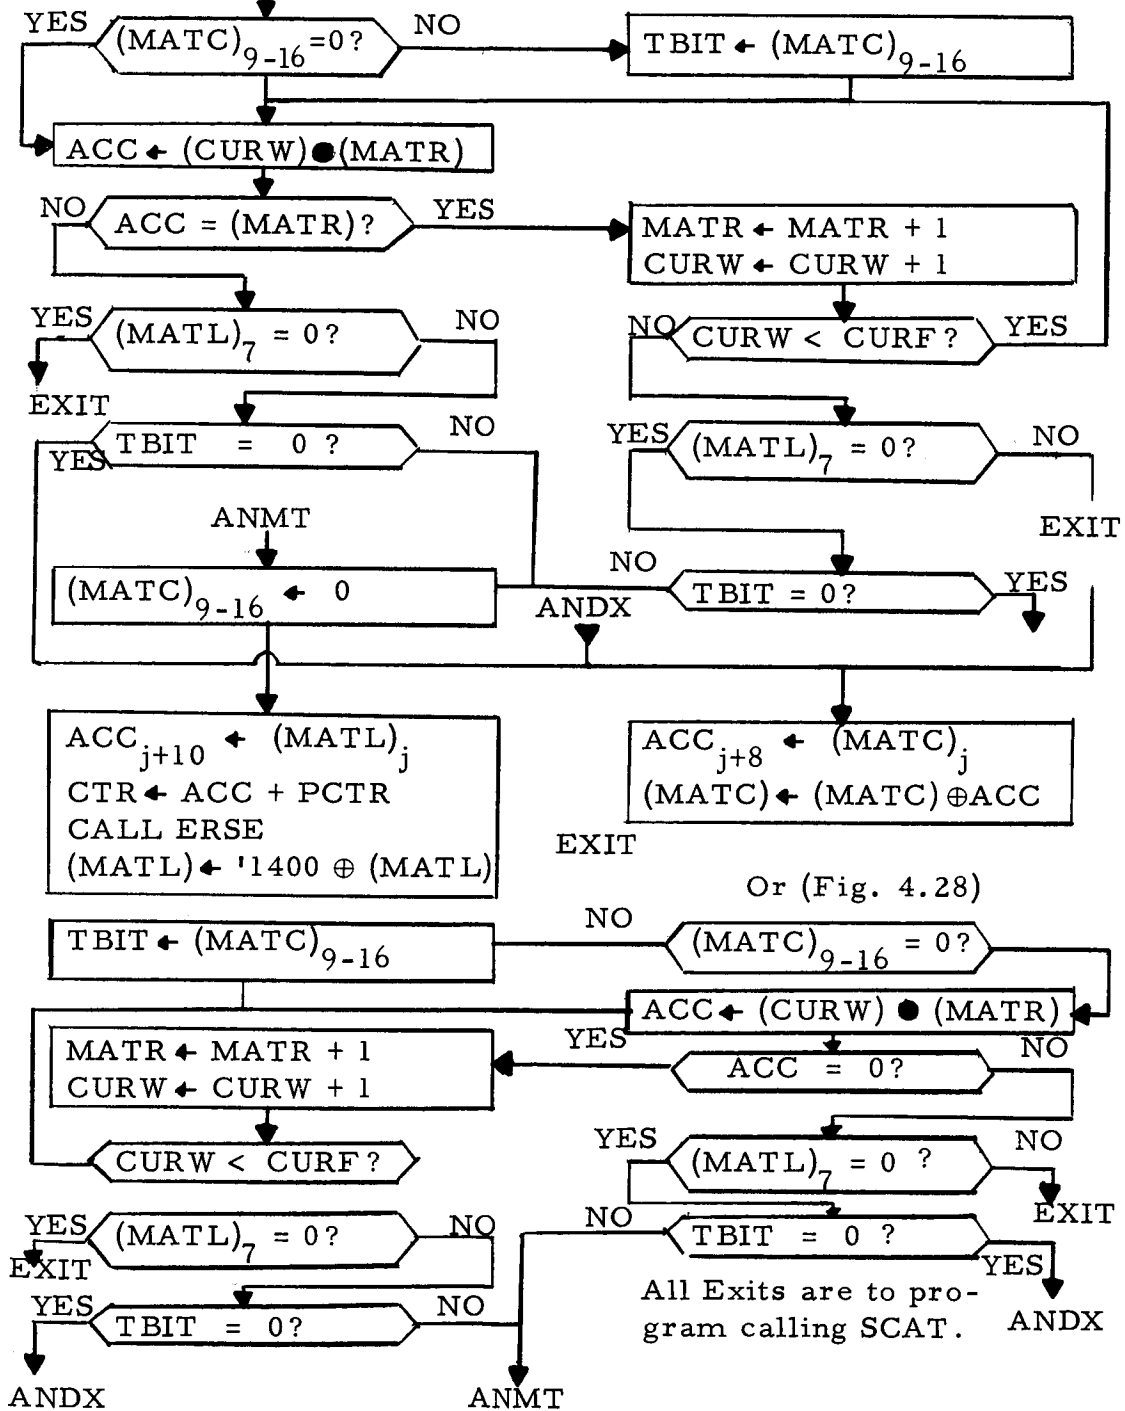 YES
(MATC)9-16 =0?
NO
TBIT ← (MATC)9-16
ACC ← (CURW) ● (MATR)
NO
ACC = (MATR)?
YES
MATR ← MATR + 1
CURW ← CURW + 1
YES
(MATL)7 = 0?
NO
NO
CURW < CURF?
YES
EXIT
TBIT = 0?
NO
YES
YES
(MATL)7 = 0?
NO
EXIT
ANMT
(MATC)9-16 ← 0
NO
ANDX
TBIT = 0?
YES
ACCj+10 ← (MATL)j
CTR ← ACC + PCTR
CALL ERSE
(MATL) ← '1400 ⊕ (MATL)
ACCj+8 ← (MATC)j
(MATC) ← (MATC) ⊕ ACC
EXIT
Or (Fig. 4.28)
TBIT ← (MATC)9-16
NO
(MATC)9-16 = 0?
ACC ← (CURW) ● (MATR)
YES
MATR ← MATR + 1
CURW ← CURW + 1
ACC = 0?
NO
CURW < CURF?
YES
(MATL)7 = 0 ?
NO
EXIT
YES
(MATL)7 = 0?
NO
EXIT
NO
TBIT = 0 ?
YES
ANDX
YES
TBIT = 0?
NO
All Exits are to pro-
gram calling SCAT.
ANDX
ANMT